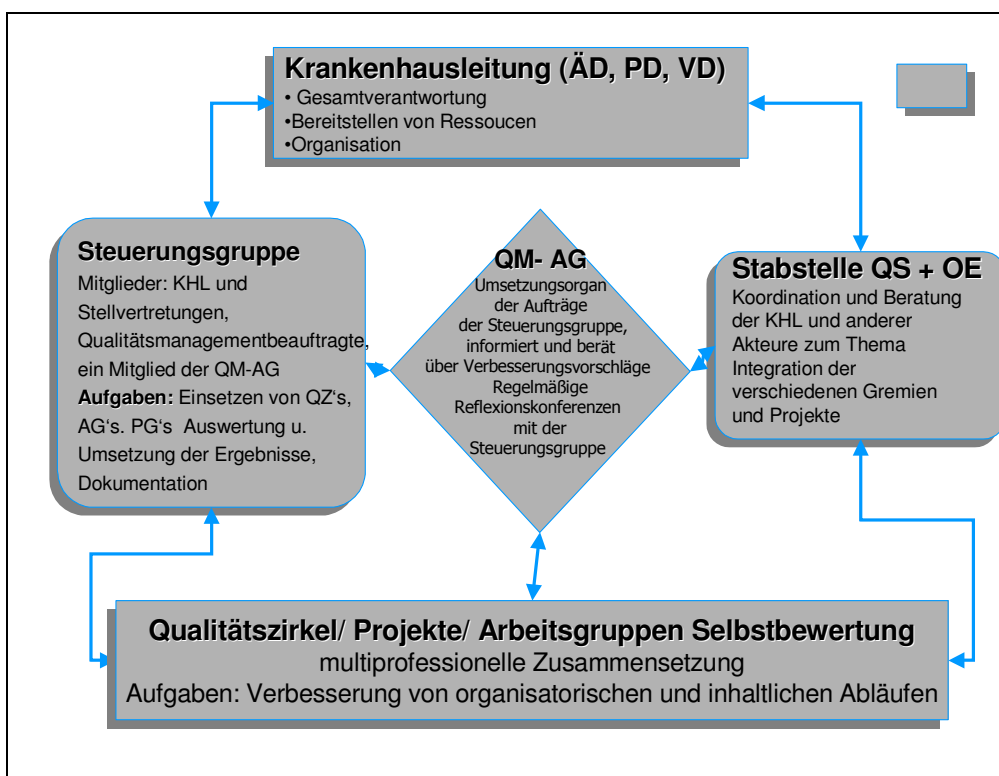 Krankenhausleitung (ÄD, PD, VD)
• Gesamtverantwortung
•Bereitstellen von Ressoucen
•Organisation
Steuerungsgruppe
Mitglieder: KHL und
Stellvertretungen,
Qualitätsmanagementbeauftragte,
ein Mitglied der QM-AG
Aufgaben: Einsetzen von QZ‘s,
AG‘s. PG‘s Auswertung u.
Umsetzung der Ergebnisse,
Dokumentation
QM- AG
Umsetzungsorgan
der Aufträge
der Steuerungsgruppe,
informiert und berät
über Verbesserungsvorschläge
Regelmäßige
Reflexionskonferenzen
mit der
Steuerungsgruppe
Stabstelle QS + OE
Koordination und Beratung
der KHL und anderer
Akteure zum Thema
Integration der
verschiedenen Gremien
und Projekte
Qualitätszirkel/ Projekte/ Arbeitsgruppen Selbstbewertung
multiprofessionelle Zusammensetzung
Aufgaben: Verbesserung von organisatorischen und inhaltlichen Abläufen